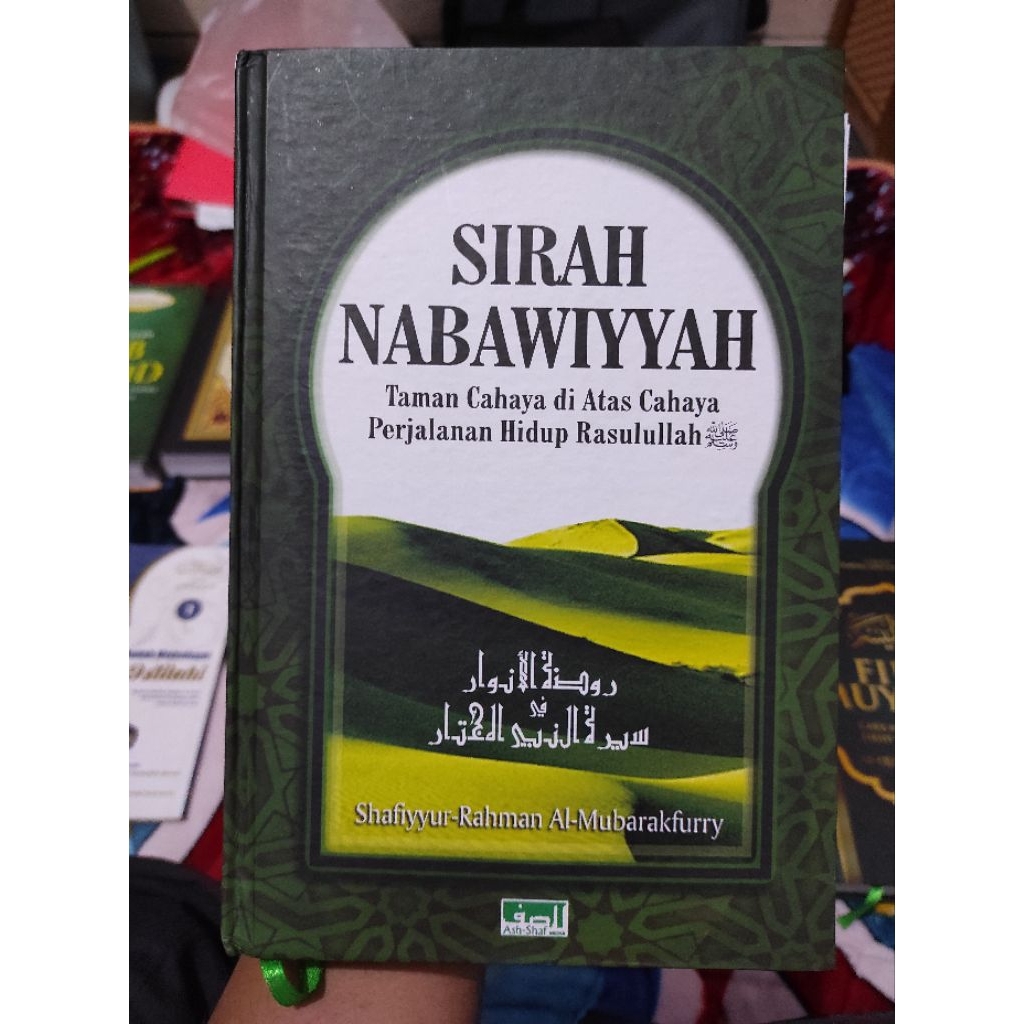 SIRAH
NABAWIYYAH
Taman Cahaya di Atas Cahaya
Perjalanan Hidup Rasulullah ﷺ
روضة الأنوار
في
سيرة النبي المختار
Shafiyyur-Rahman Al-Mubarakfurry
الصف
Ash-Shaf
MEDIA